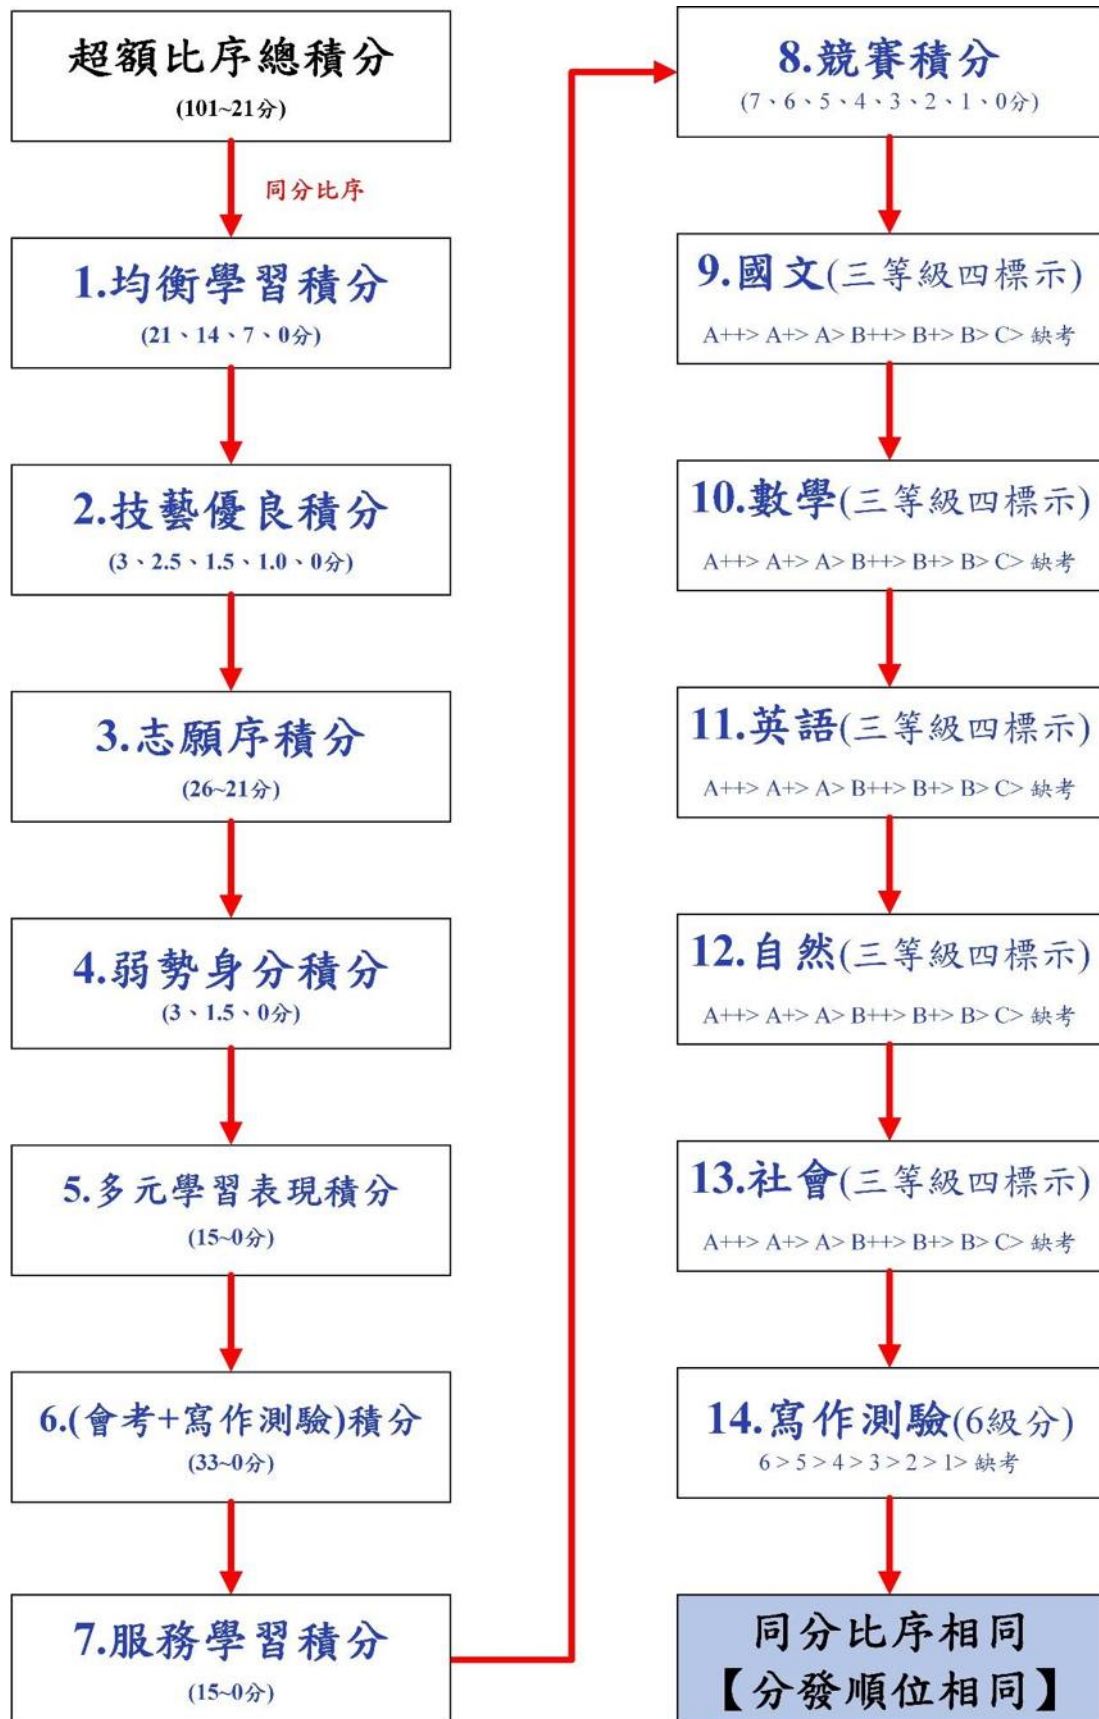 超額比序總積分
(101~21分)
同分比序
1.均衡學習積分
(21、14、7、0分)
2.技藝優良積分
(3、2.5、1.5、1.0、0分)
3.志願序積分
(26~21分)
4.弱勢身分積分
(3、1.5、0分)
5.多元學習表現積分
(15~0分)
6.(會考+寫作測驗)積分
(33~0分)
7.服務學習積分
(15~0分)
8.競賽積分
(7、6、5、4、3、2、1、0分)
9.國文(三等級四標示)
A++> A+> A> B++> B+> B> C> 缺考
10.數學(三等級四標示)
A++> A+> A> B++> B+> B> C> 缺考
11.英語(三等級四標示)
A++> A+> A> B++> B+> B> C> 缺考
12.自然(三等級四標示)
A++> A+> A> B++> B+> B> C> 缺考
13.社會(三等級四標示)
A++> A+> A> B++> B+> B> C> 缺考
14.寫作測驗(6級分)
6 > 5 > 4 > 3 > 2 > 1> 缺考
同分比序相同
【分發順位相同】